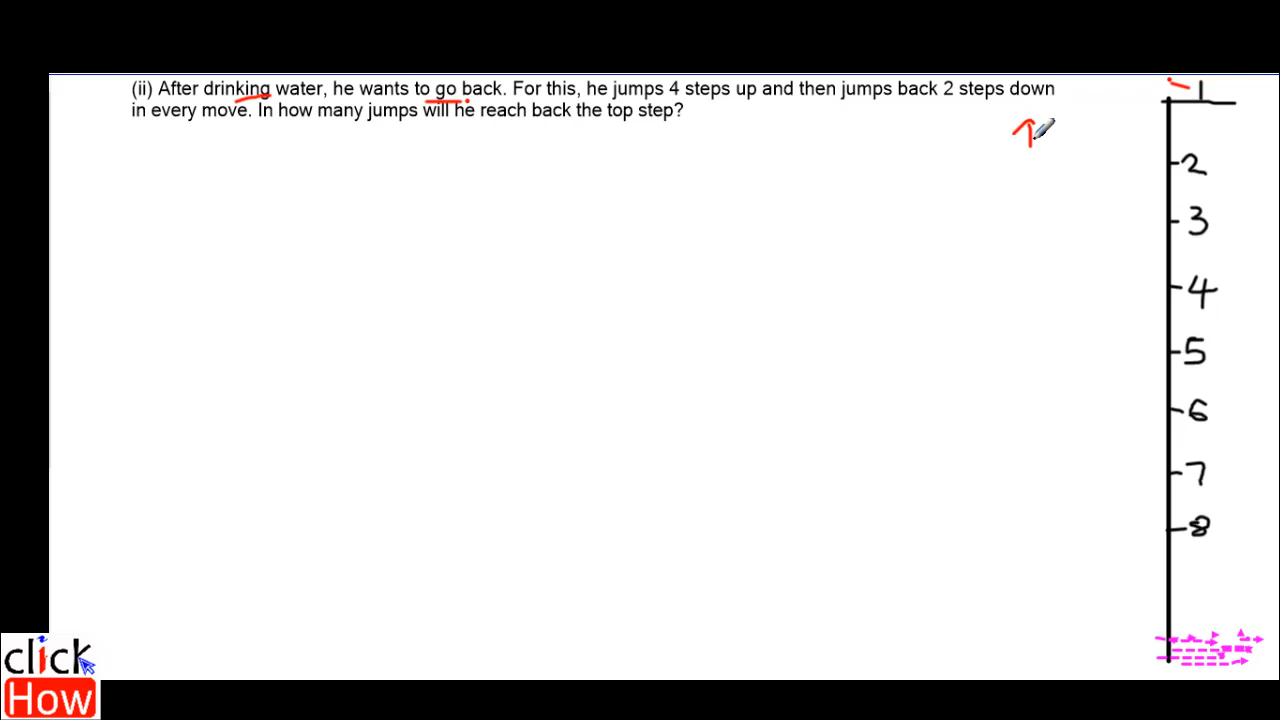 (ii) After drinking water, he wants to go back. For this, he jumps 4 steps up and then jumps back 2 steps down
in every move. In how many jumps will he reach back the top step?
1
2
3
4
5
6
7
8
click
How